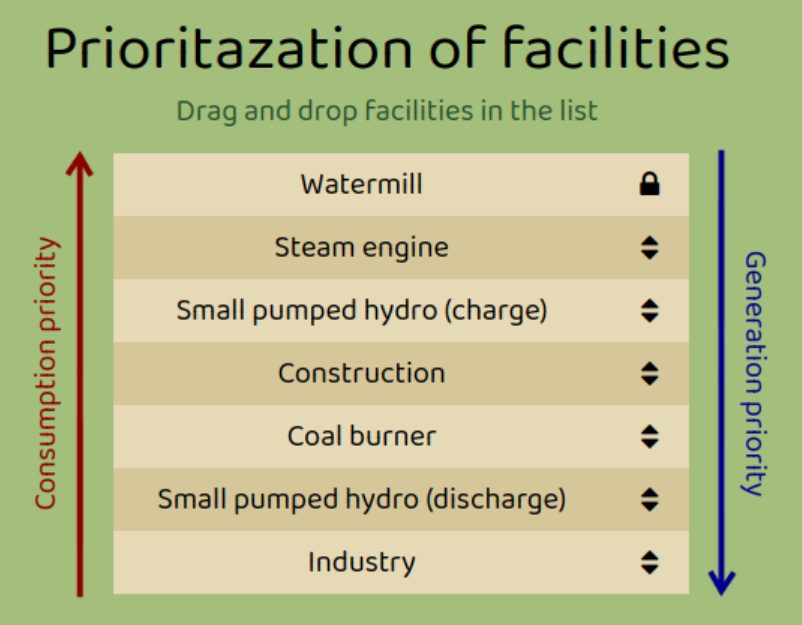 Prioritazation of facilities
Drag and drop facilities in the list
Consumption priority
Watermill
Steam engine
Small pumped hydro (charge)
Construction
Coal burner
Small pumped hydro (discharge)
Industry
Generation priority